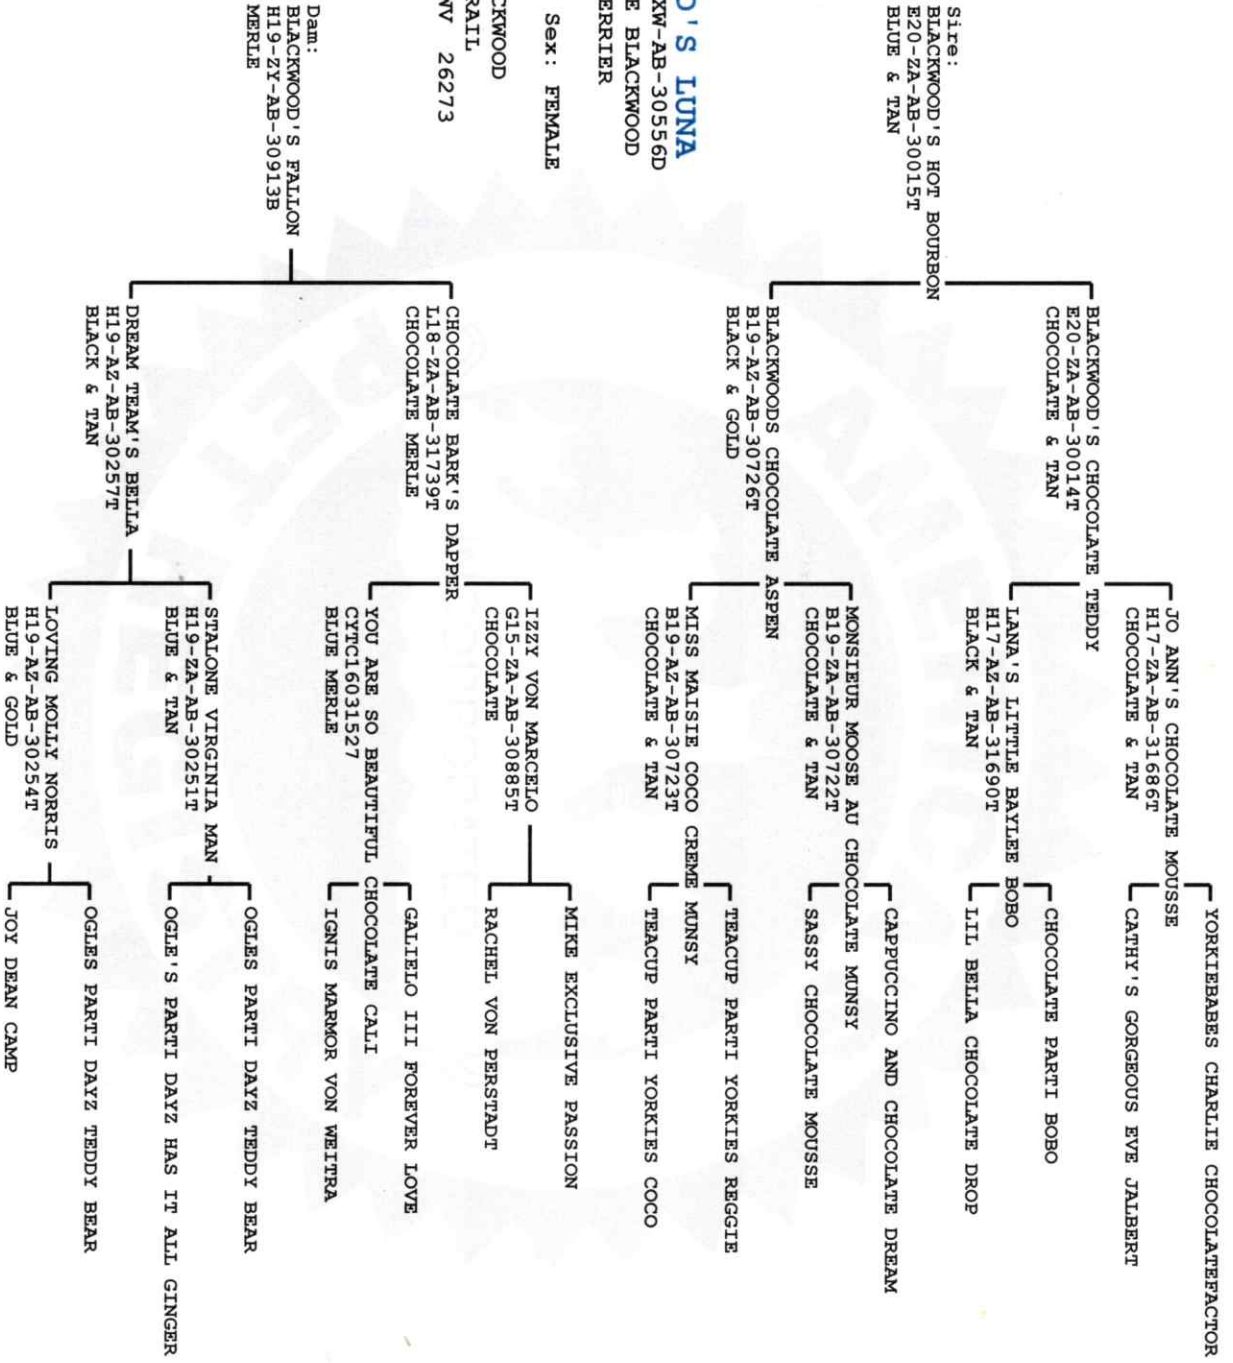 Sire:
BLACKWOOD'S HOT BOURBON
E20-ZA-AB-30015T
BLUE & TAN
D'S LUNA
XW-AB-30556D
E BLACKWOOD
ERRIER
Sex: FEMALE
CKWOOD
RAIL
WV 26273
Dam:
BLACKWOOD'S FALLON
H19-ZY-AB-30913B
MERLE
BLACKWOOD'S CHOCOLATE TEDDY
E20-ZA-AB-30014T
CHOCOLATE & TAN
BLACKWOODS CHOCOLATE ASPEN
B19-AZ-AB-30726T
BLACK & GOLD
CHOCOLATE BARK'S DAPPER
L18-ZA-AB-31739T
CHOCOLATE MERLE
DREAM TEAM'S BELLA
H19-AZ-AB-30257T
BLACK & TAN
JO ANN'S CHOCOLATE MOUSSE
H17-ZA-AB-31686T
CHOCOLATE & TAN
LANA'S LITTLE BAYLEE BOBO
H17-AZ-AB-31690T
BLACK & TAN
MONSIEUR MOOSE AU CHOCOLATE MUNSY
B19-ZA-AB-30722T
CHOCOLATE & TAN
MISS MAISIE COCO CREME MUNSY
B19-AZ-AB-30723T
CHOCOLATE & TAN
IZZY VON MARCELO
G15-ZA-AB-30885T
CHOCOLATE
YOU ARE SO BEAUTIFUL CHOCOLATE CALI
CYTC16031527
BLUE MERLE
STALONE VIRGINIA MAN
H19-ZA-AB-30251T
BLUE & TAN
LOVING MOLLY NORRIS
H19-AZ-AB-30254T
BLUE & GOLD
YORKIEBABES CHARLIE CHOCOLATEFACTOR
CATHY'S GORGEOUS EVE JALBERT
CHOCOLATE PARTI BOBO
LIL BELLA CHOCOLATE DROP
CAPPUCCINO AND CHOCOLATE DREAM
SASSY CHOCOLATE MOUSSE
TEACUP PARTI YORKIES REGGIE
TEACUP PARTI YORKIES COCO
MIKE EXCLUSIVE PASSION
RACHEL VON PERSTADT
GALIELO III FOREVER LOVE
IGNIS MARMOR VON WEITRA
OGLES PARTI DAYZ TEDDY BEAR
OGLE'S PARTI DAYZ HAS IT ALL GINGER
OGLES PARTI DAYZ TEDDY BEAR
JOY DEAN CAMP